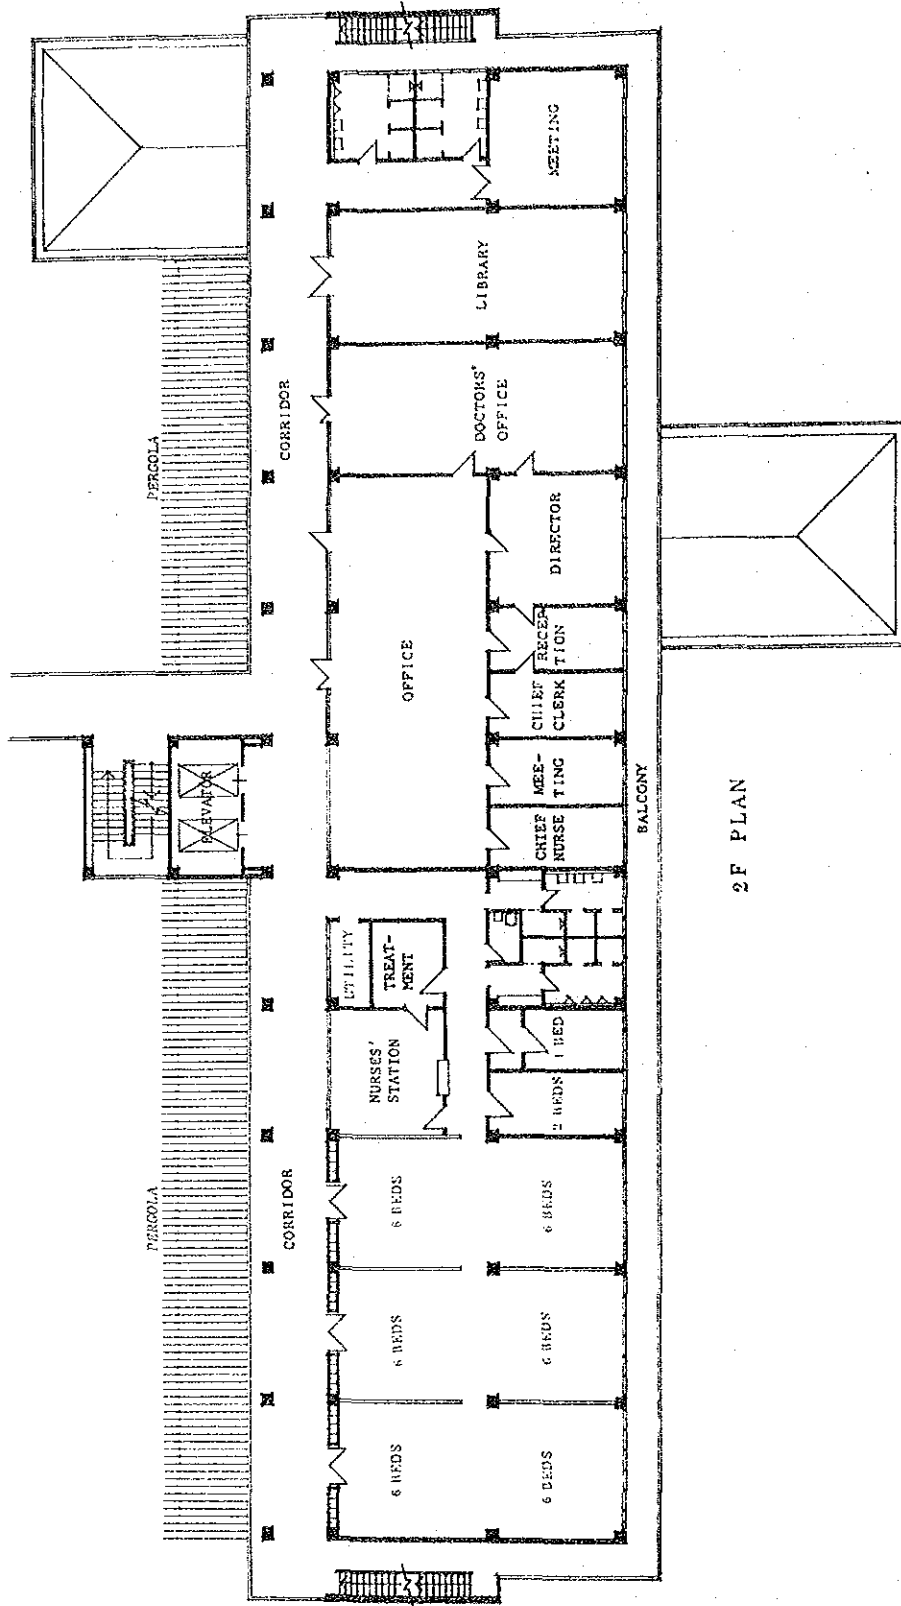 PERGOLA
PERGOLA
ELEVATOR
CORRIDOR
CORRIDOR
6 BEDS
6 BEDS
6 BEDS
NURSES'
STATION
UTILITY
TREAT-
MENT
OFFICE
DOCTORS'
OFFICE
LIBRARY
MEETING
6 BEDS
6 BEDS
6 BEDS
2 BEDS
1 BED
CHIEF
NURSE
MEE-
TING
CHIEF
CLERK
RECEP
TION
DIRECTOR
BALCONY
2F PLAN